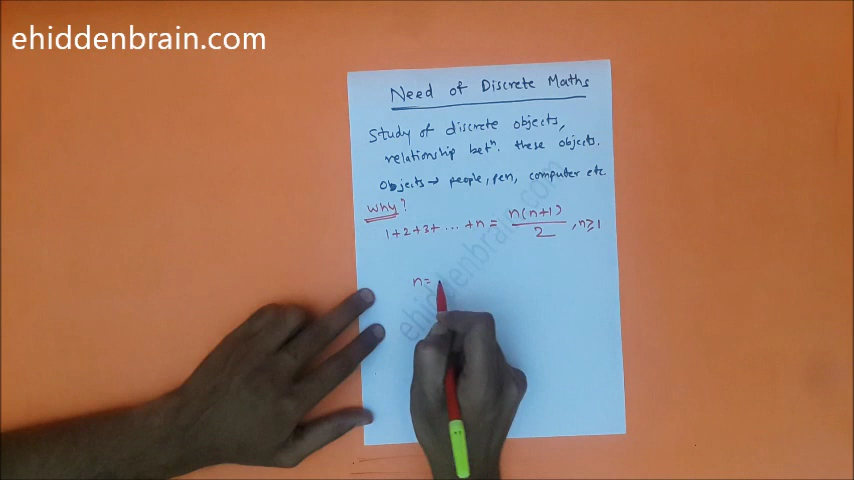 ehiddenbrain.com
Need of Discrete Maths
Study of discrete objects,
relationship betn. these objects.
Objects → people, pen, computer etc.
Why?
1+2+3+ ... +n = n(n+1)/2 , n≥1
n=
ehiddenbrain.com